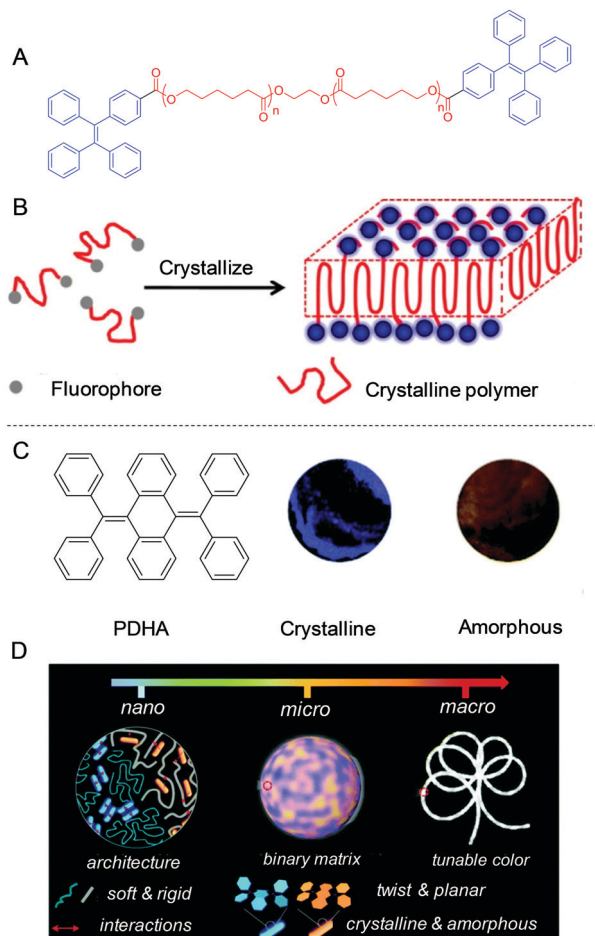 A
O
O
O
n
O
O
O
O
n
O
B
Crystallize
Fluorophore
Crystalline polymer
C
PDHA
Crystalline
Amorphous
D
nano
micro
macro
architecture
binary matrix
tunable color
soft & rigid
twist & planar
interactions
crystalline & amorphous